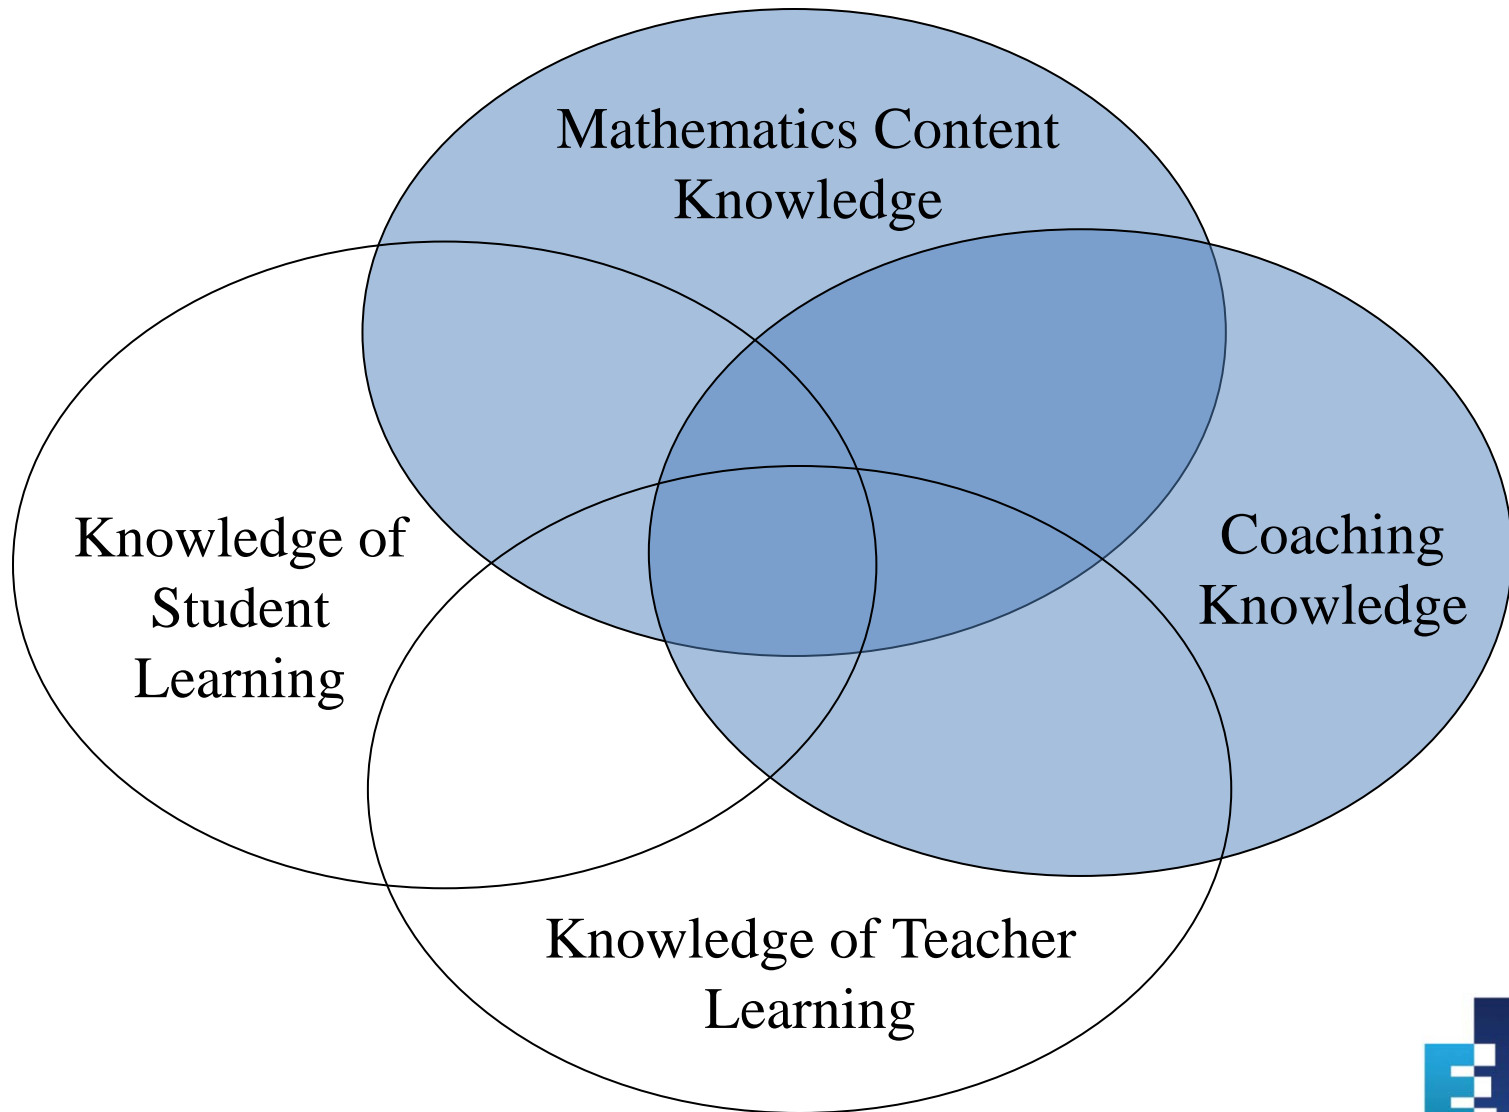 Mathematics Content
Knowledge
Knowledge of
Student
Learning
Coaching
Knowledge
Knowledge of Teacher
Learning